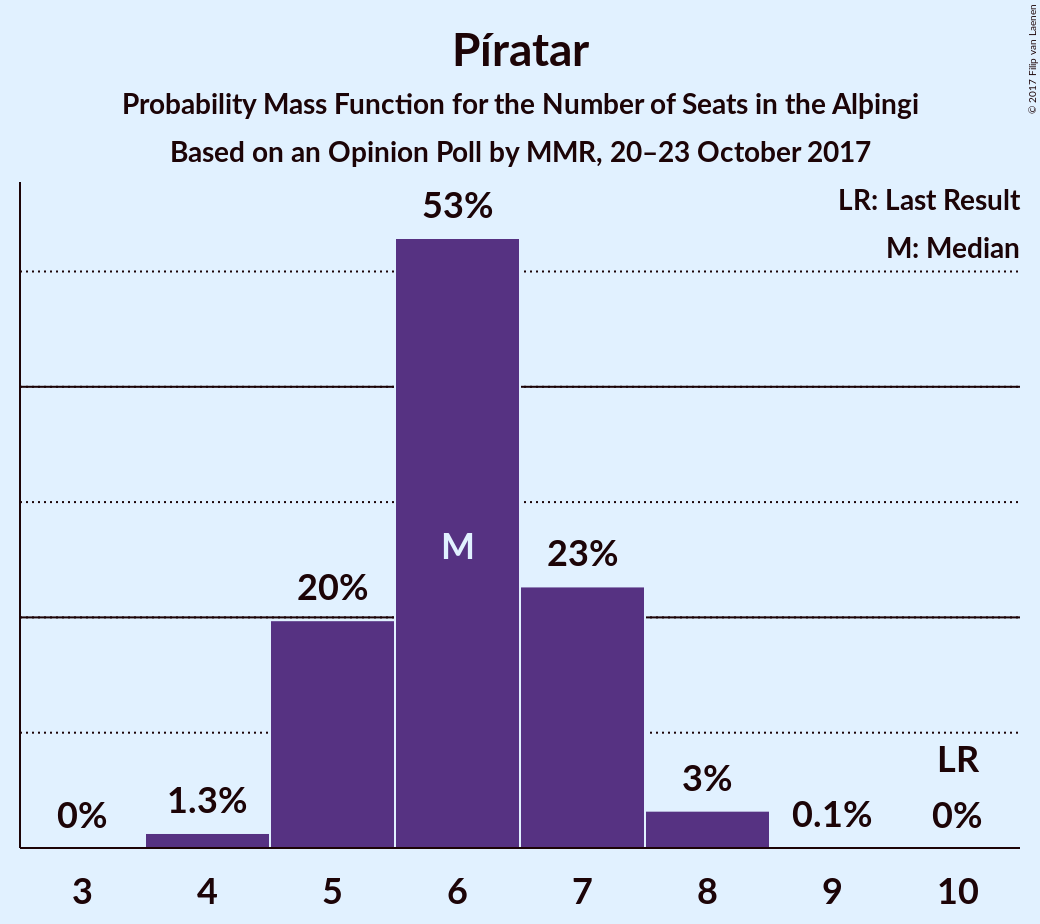 Píratar
Probability Mass Function for the Number of Seats in the Alþingi
Based on an Opinion Poll by MMR, 20–23 October 2017
© 2017 Filip van Laenen
LR: Last Result
M: Median
53%
M
23%
20%
LR
3%
1.3%
0%
0.1%
0%
3 4 5 6 7 8 9 10